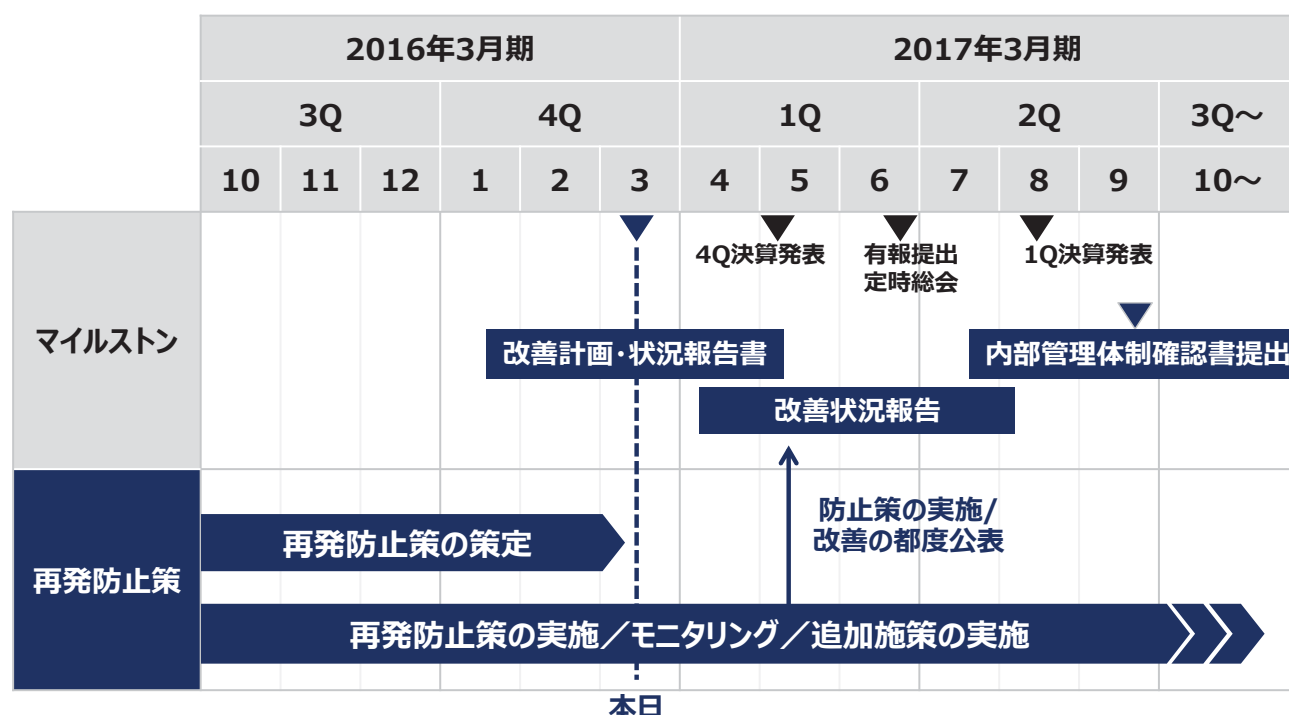 2016年3月期
2017年3月期
3Q
4Q
1Q
2Q
3Q～
10
11
12
1
2
3
4
5
6
7
8
9
10～
マイルストン
4Q決算発表
有報提出
定時総会
1Q決算発表
改善計画・状況報告書
内部管理体制確認書提出
改善状況報告
再発防止策
再発防止策の策定
防止策の実施/
改善の都度公表
再発防止策の実施／モニタリング／追加施策の実施
本日